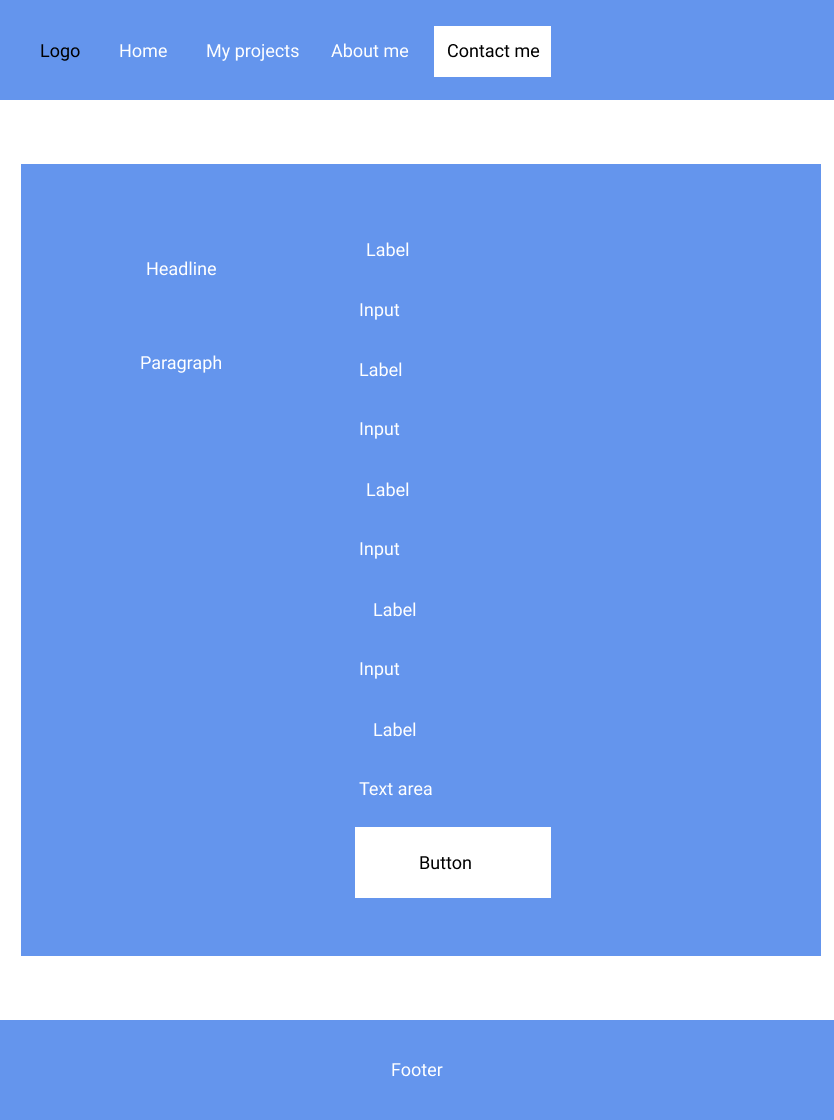 Logo Home My projects About me Contact me
Headline
Paragraph
Label
Input
Label
Input
Label
Input
Label
Input
Label
Text area
Button
Footer